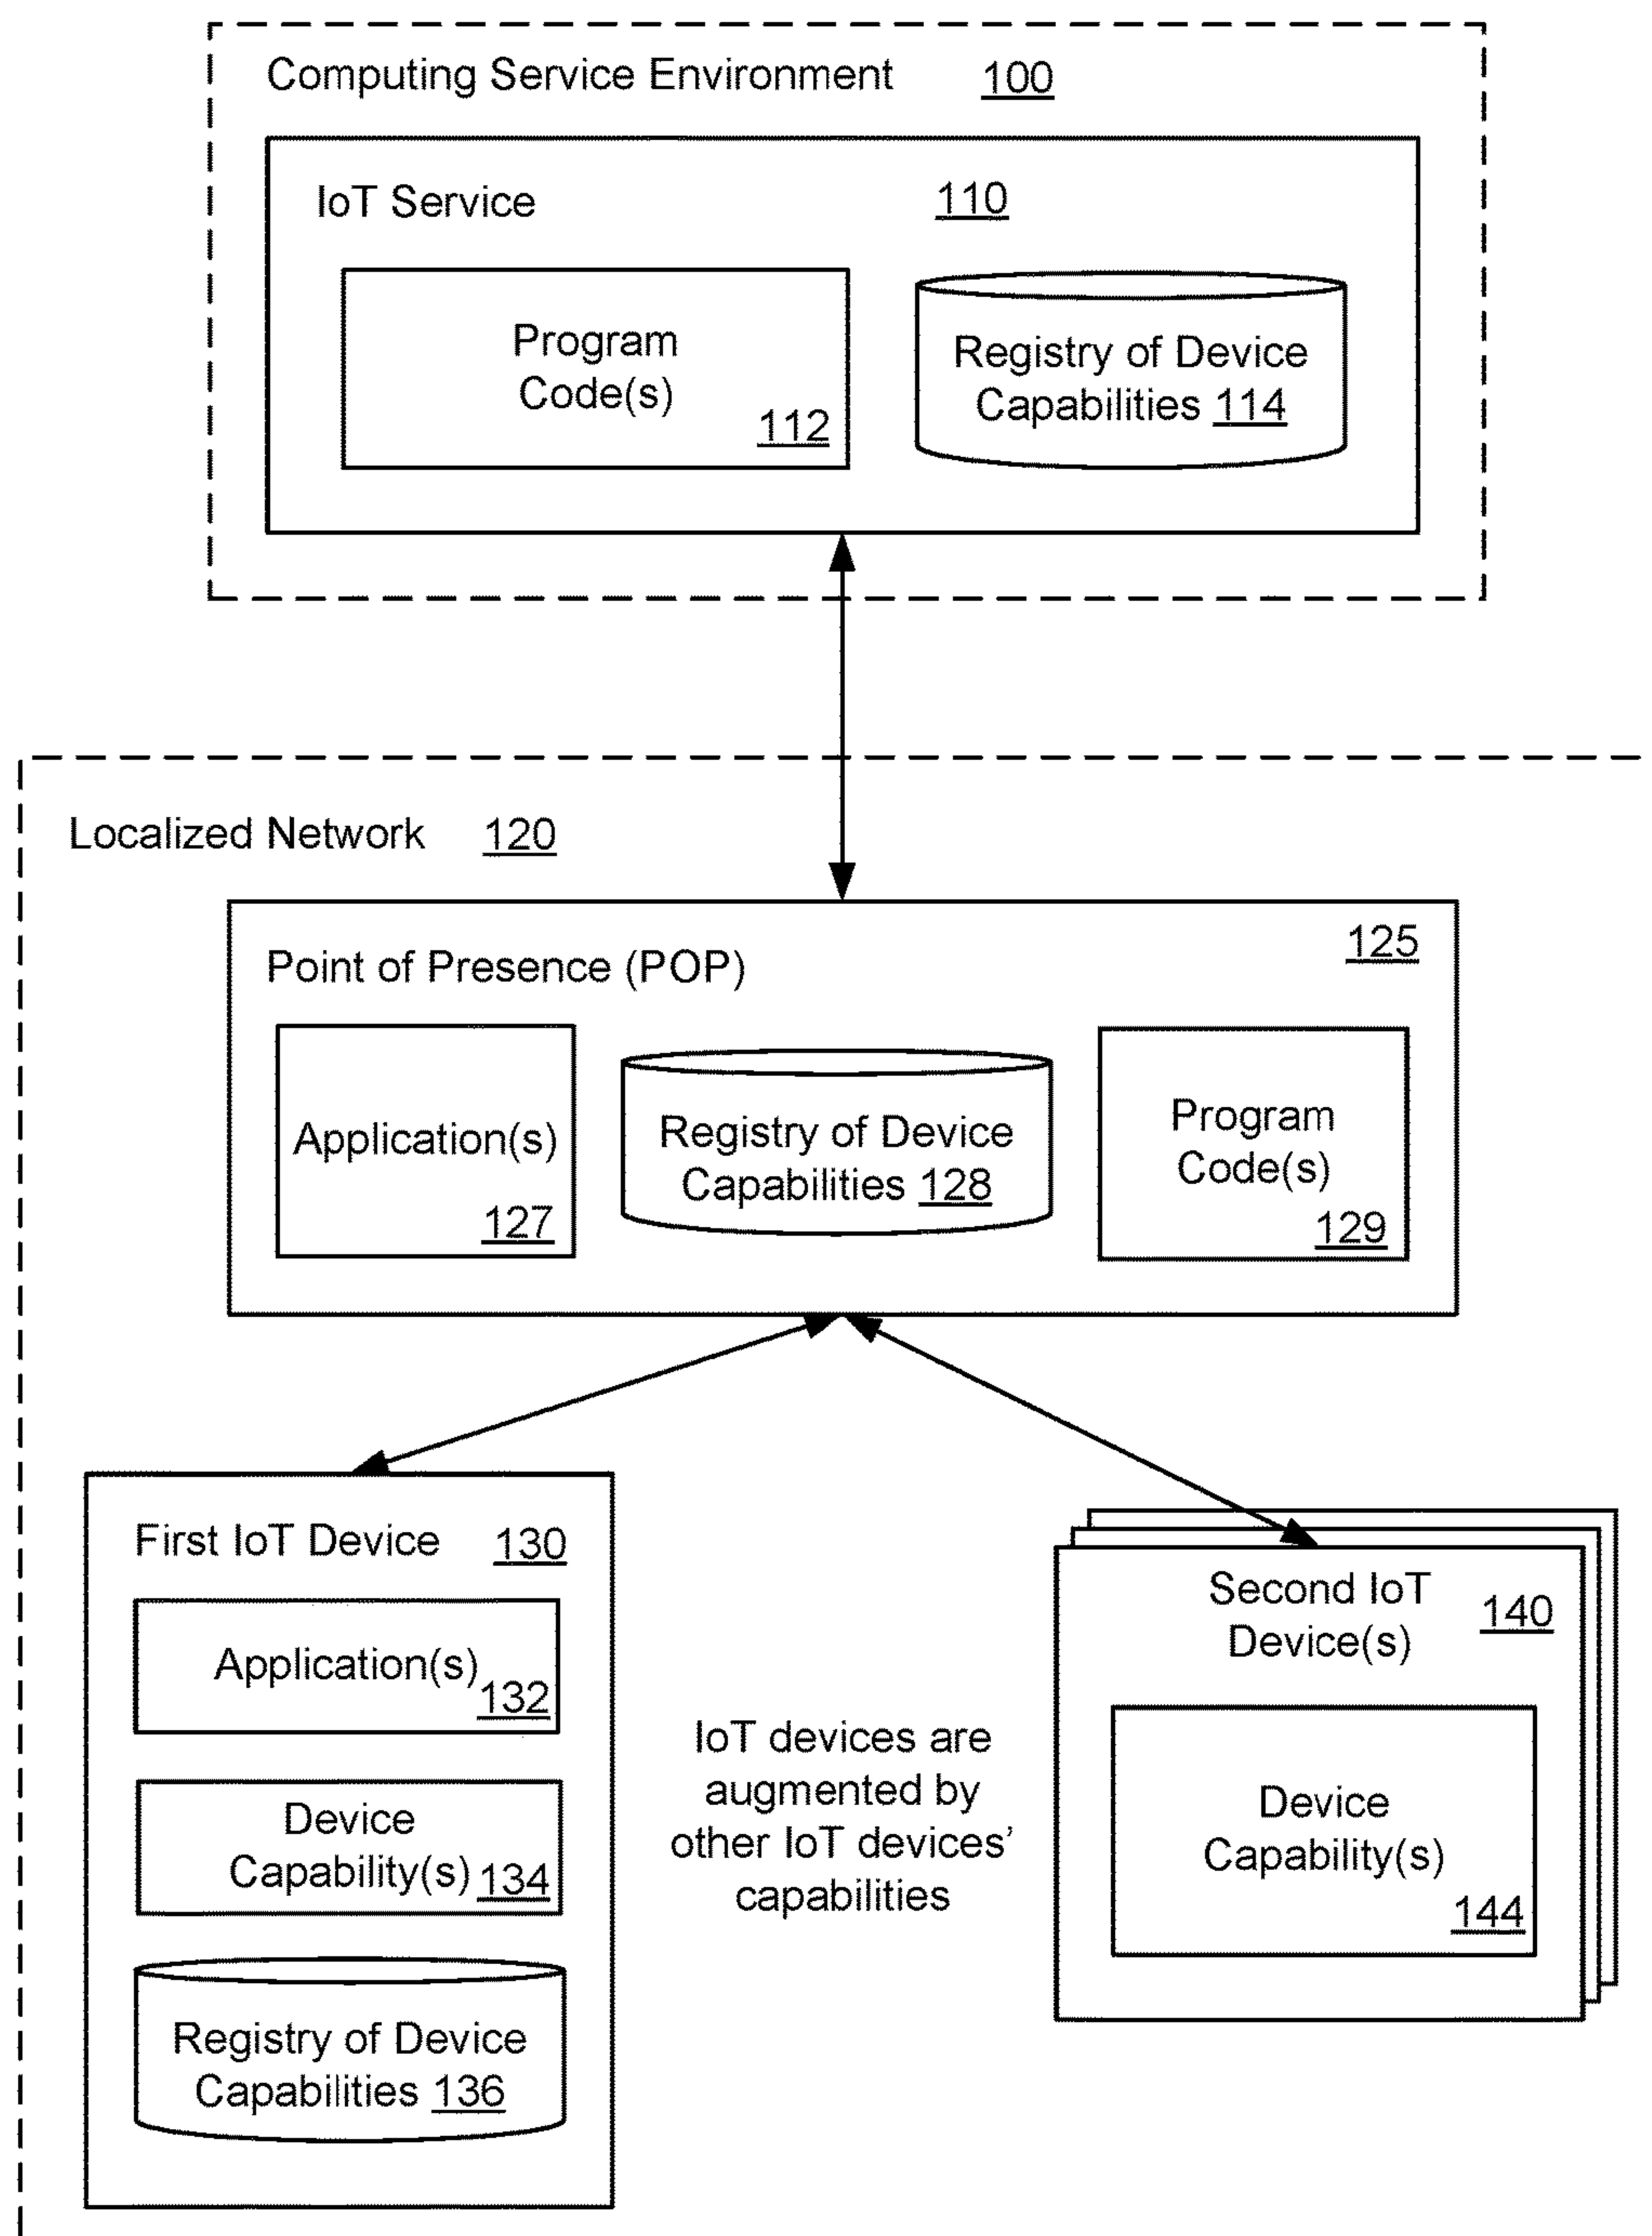 Computing Service Environment 100
IoT Service 110
Program
Code(s)
112
Registry of Device
Capabilities 114
Localized Network 120
Point of Presence (POP)
125
Application(s)
127
Registry of Device
Capabilities 128
Program
Code(s)
129
First IoT Device 130
Application(s)
132
Device
Capability(s) 134
Registry of Device
Capabilities 136
IoT devices are
augmented by
other IoT devices’
capabilities
Second IoT
Device(s)
140
Device
Capability(s)
144